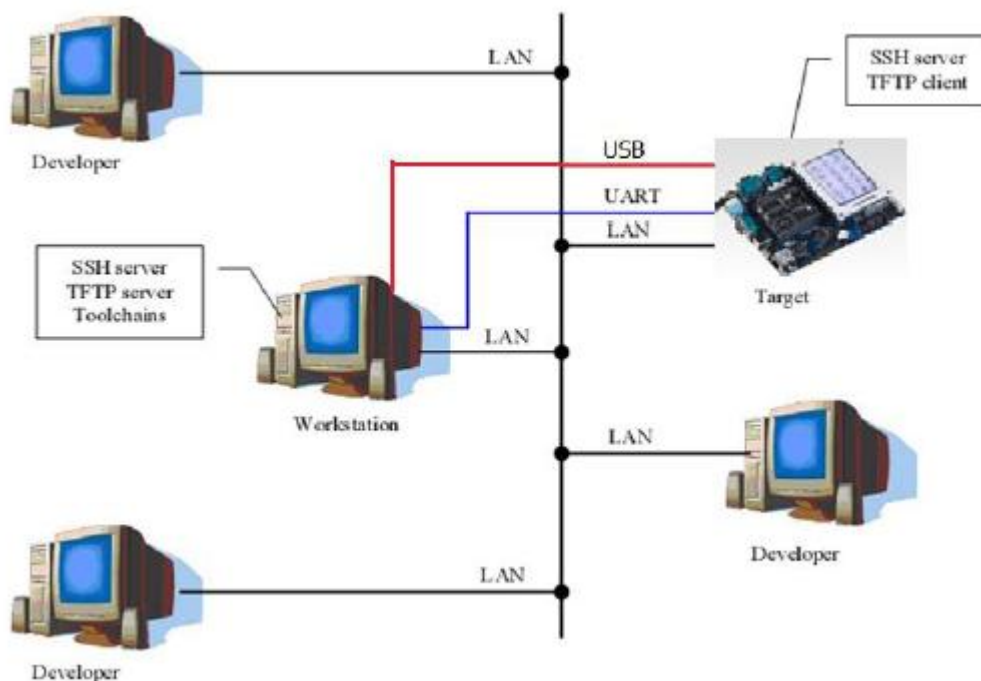 LAN
SSH server
TFTP client
Developer
USB
UART
LAN
SSH server
TFTP server
Toolchains
Target
LAN
Workstation
LAN
Developer
LAN
Developer